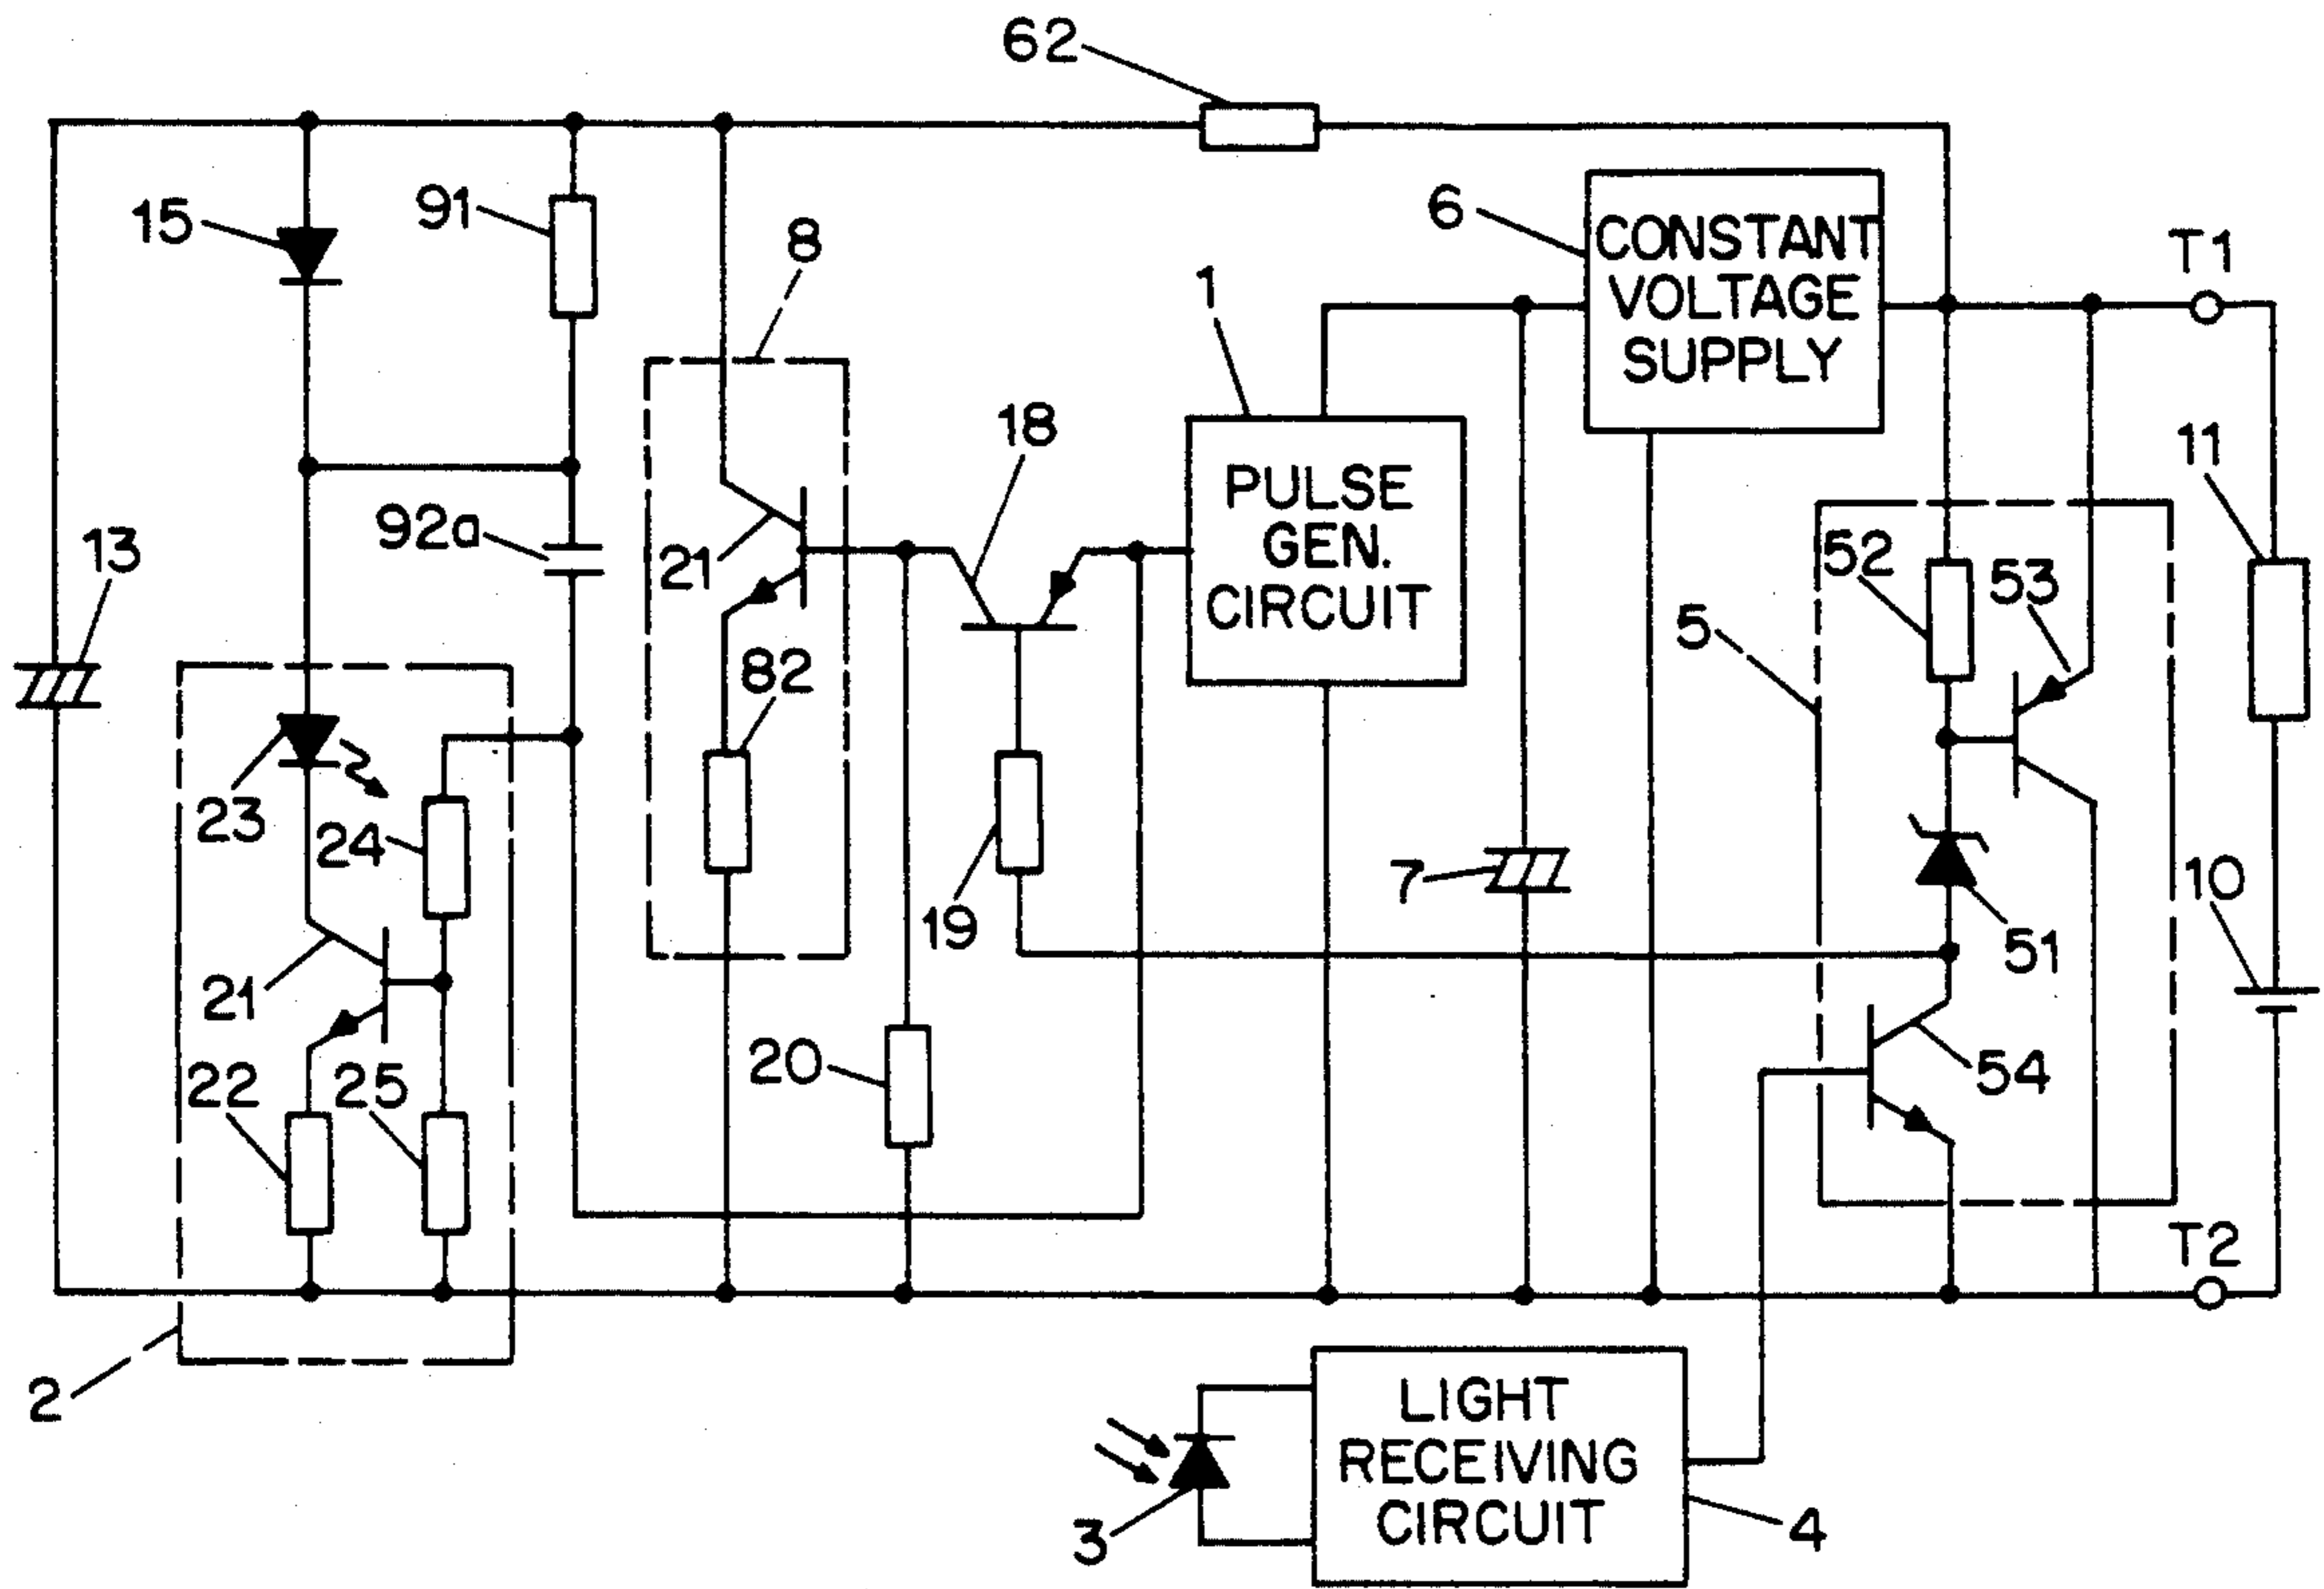 62
15
91
8
6
CONSTANT
VOLTAGE
SUPPLY
T1
1
18
11
PULSE
GEN.
CIRCUIT
92a
13
21
52
53
5
82
23
24
7
10
19
51
21
20
54
22
25
T2
2
LIGHT
RECEIVING
CIRCUIT
3
4